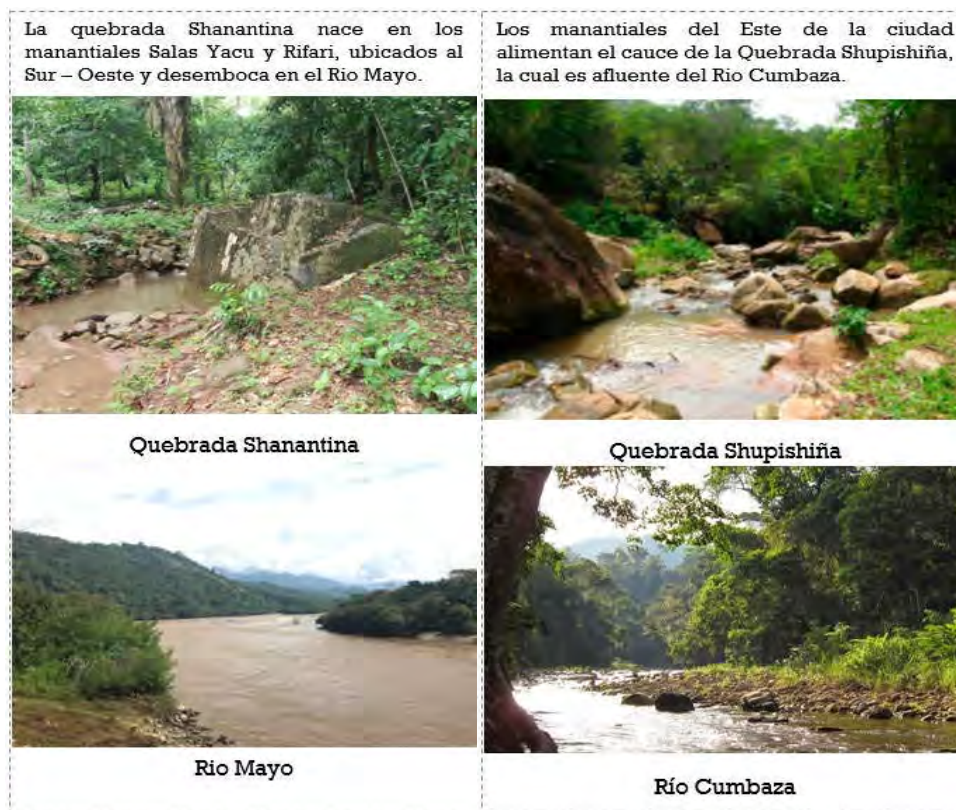 La quebrada Shanantina nace en los
manantiales Salas Yacu y Rifari, ubicados al
Sur – Oeste y desemboca en el Rio Mayo.
Quebrada Shanantina
Rio Mayo
Los manantiales del Este de la ciudad
alimentan el cauce de la Quebrada Shupishiña,
la cual es afluente del Rio Cumbaza.
Quebrada Shupishiña
Río Cumbaza